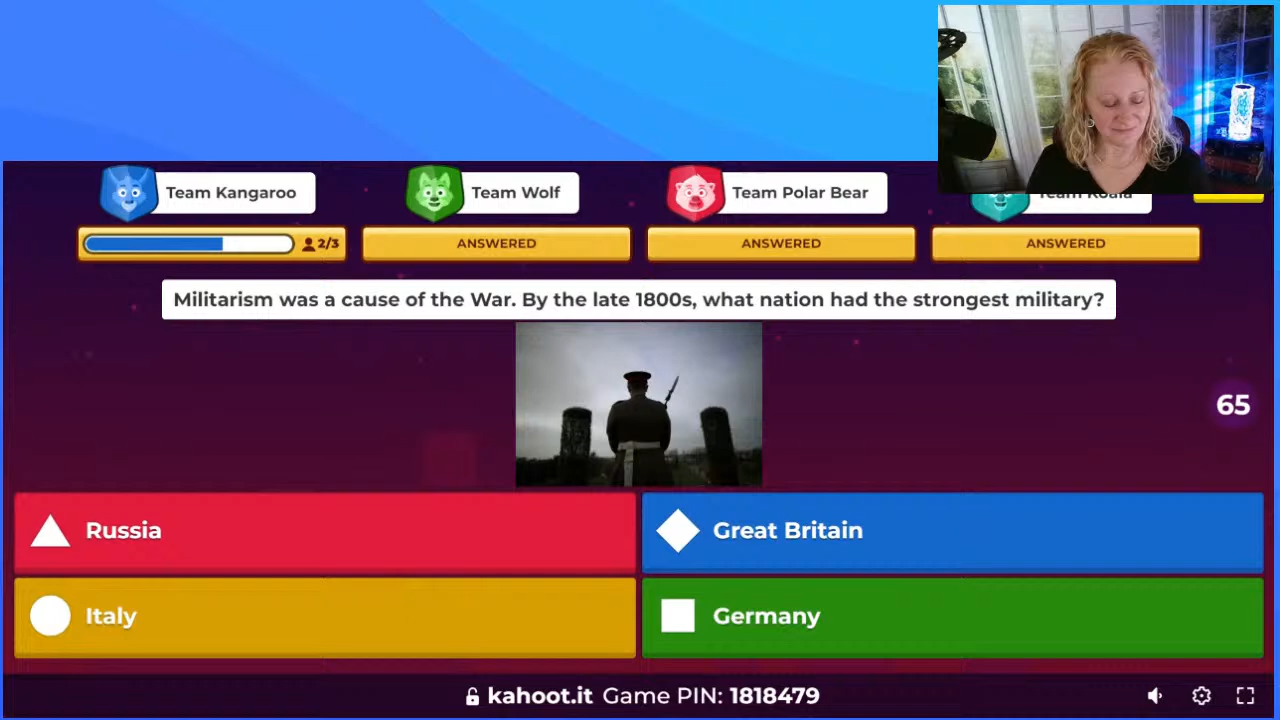 Team Kangaroo
Team Wolf
Team Polar Bear
Team Koala
2/3
ANSWERED
ANSWERED
ANSWERED
Militarism was a cause of the War. By the late 1800s, what nation had the strongest military?
65
Russia
Great Britain
Italy
Germany
kahoot.it Game PIN: 1818479